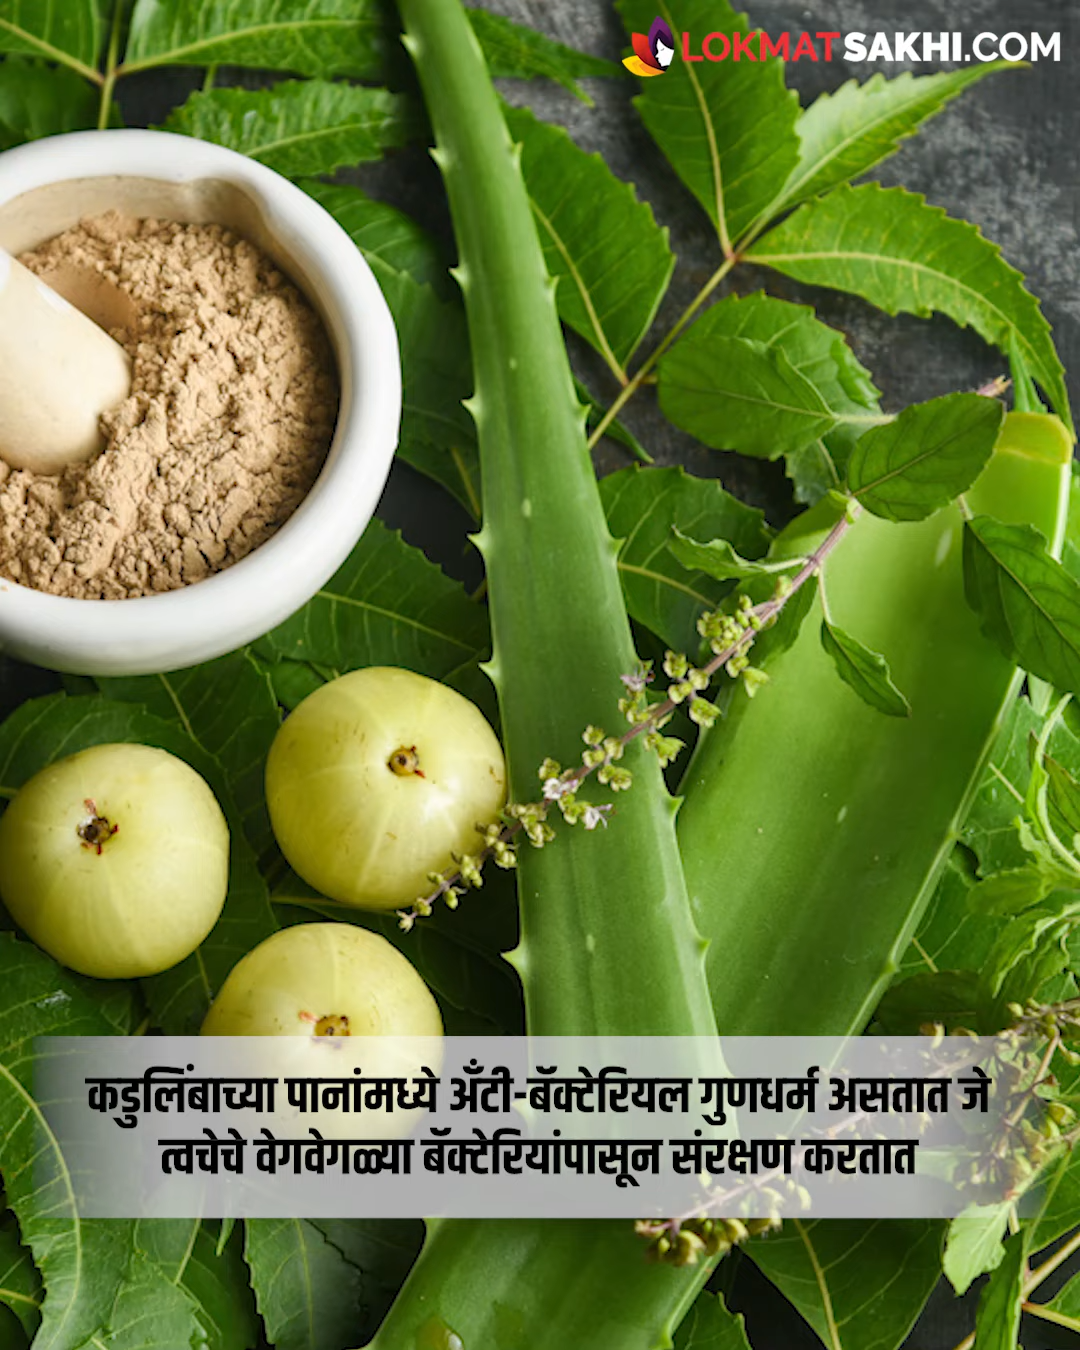 LOKMATSAKHI.COM
कडुलिंबाच्या पानांमध्ये अँटी-बॅक्टेरियल गुणधर्म असतात जे
त्वचेचे वेगवेगळ्या बॅक्टेरियांपासून संरक्षण करतात